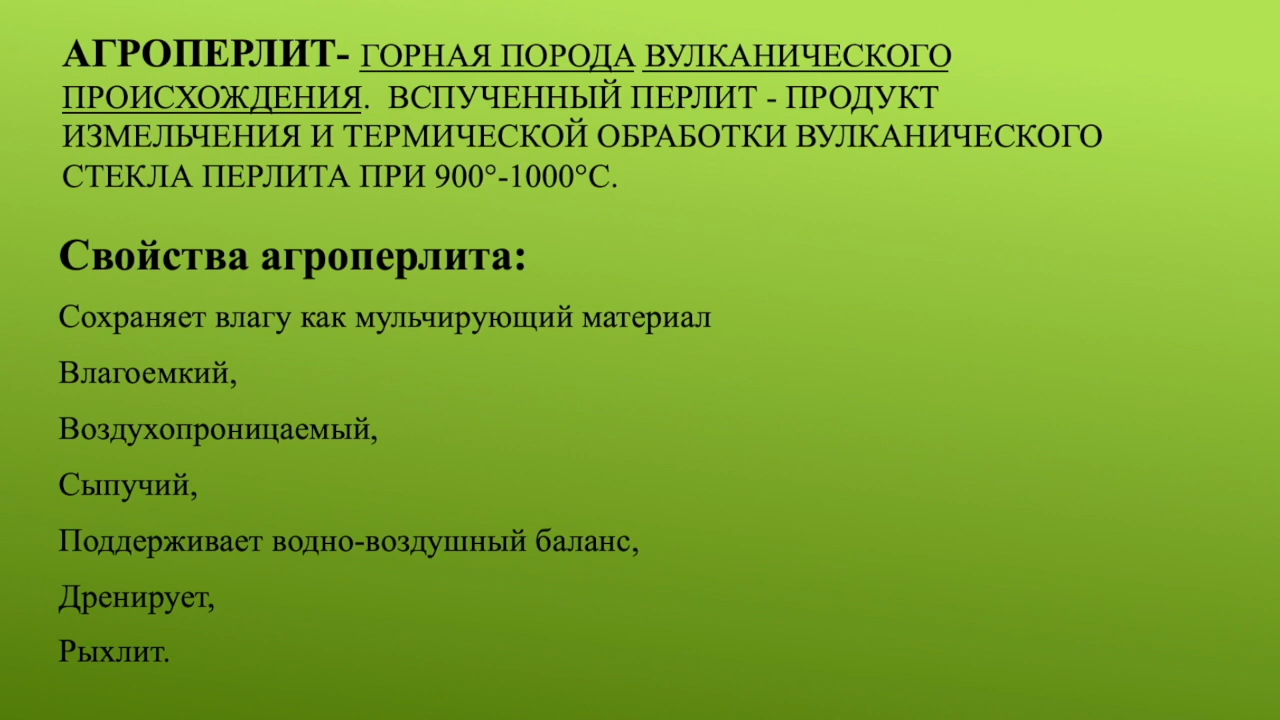 АГРОПЕРЛИТ- ГОРНАЯ ПОРОДА ВУЛКАНИЧЕСКОГО
ПРОИСХОЖДЕНИЯ. ВСПУЧЕННЫЙ ПЕРЛИТ - ПРОДУКТ
ИЗМЕЛЬЧЕНИЯ И ТЕРМИЧЕСКОЙ ОБРАБОТКИ ВУЛКАНИЧЕСКОГО
СТЕКЛА ПЕРЛИТА ПРИ 900°-1000°С.
Свойства агроперлита:
Сохраняет влагу как мульчирующий материал
Влагоемкий,
Воздухопроницаемый,
Сыпучий,
Поддерживает водно-воздушный баланс,
Дренирует,
Рыхлит.